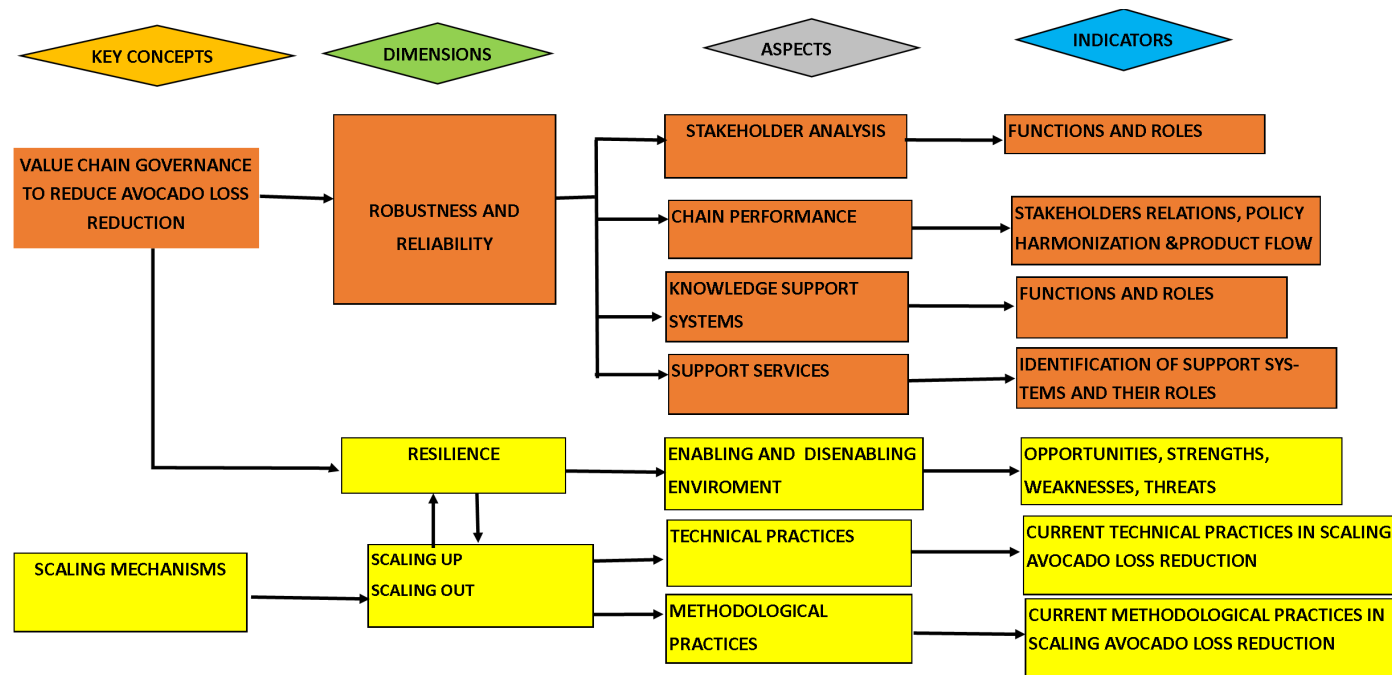 KEY CONCEPTS
DIMENSIONS
ASPECTS
INDICATORS
VALUE CHAIN GOVERNANCE
TO REDUCE AVOCADO LOSS
REDUCTION
ROBUSTNESS AND
RELIABILITY
STAKEHOLDER ANALYSIS
FUNCTIONS AND ROLES
CHAIN PERFORMANCE
STAKEHOLDERS RELATIONS, POLICY
HARMONIZATION &PRODUCT FLOW
KNOWLEDGE SUPPORT
SYSTEMS
FUNCTIONS AND ROLES
SUPPORT SERVICES
IDENTIFICATION OF SUPPORT SYS-
TEMS AND THEIR ROLES
RESILIENCE
ENABLING AND DISENABLING
ENVIROMENT
OPPORTUNITIES, STRENGTHS,
WEAKNESSES, THREATS
SCALING MECHANISMS
SCALING UP
SCALING OUT
TECHNICAL PRACTICES
CURRENT TECHNICAL PRACTICES IN SCALING
AVOCADO LOSS REDUCTION
METHODOLOGICAL
PRACTICES
CURRENT METHODOLOGICAL PRACTICES IN
SCALING AVOCADO LOSS REDUCTION